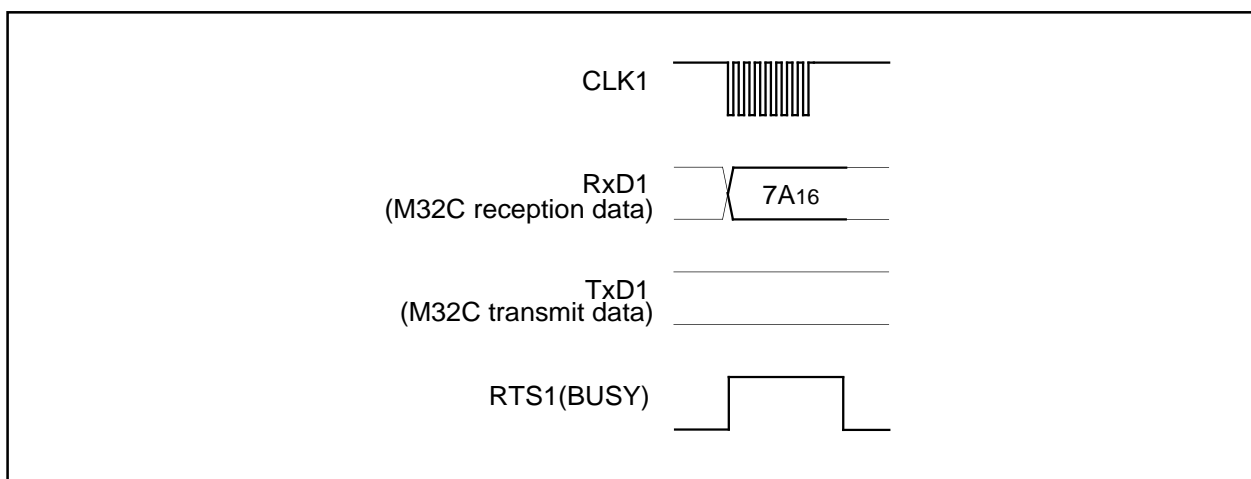 CLK1
RxD1
(M32C reception data)
7A16
TxD1
(M32C transmit data)
RTS1(BUSY)